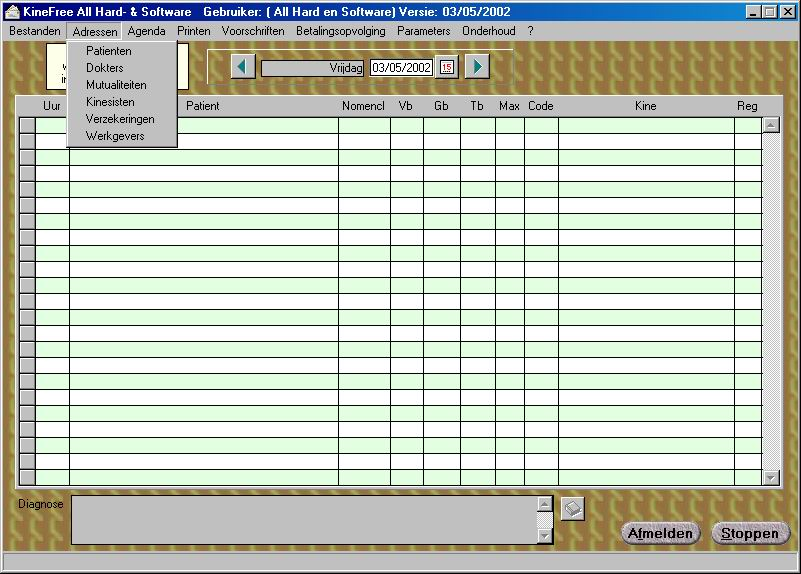 KineFree All Hard- & Software Gebruiker: ( All Hard en Software) Versie: 03/05/2002
Bestanden Adressen Agenda Printen Voorschriften Betalingsopvolging Parameters Onderhoud ?
Patienten
Dokters
Mutualiteiten
Kinesisten
Verzekeringen
Werkgevers
Vrijdag 03/05/2002 15
Uur Patient Nomencl Vb Gb Tb Max Code Kine Reg
Diagnose
Afmelden Stoppen